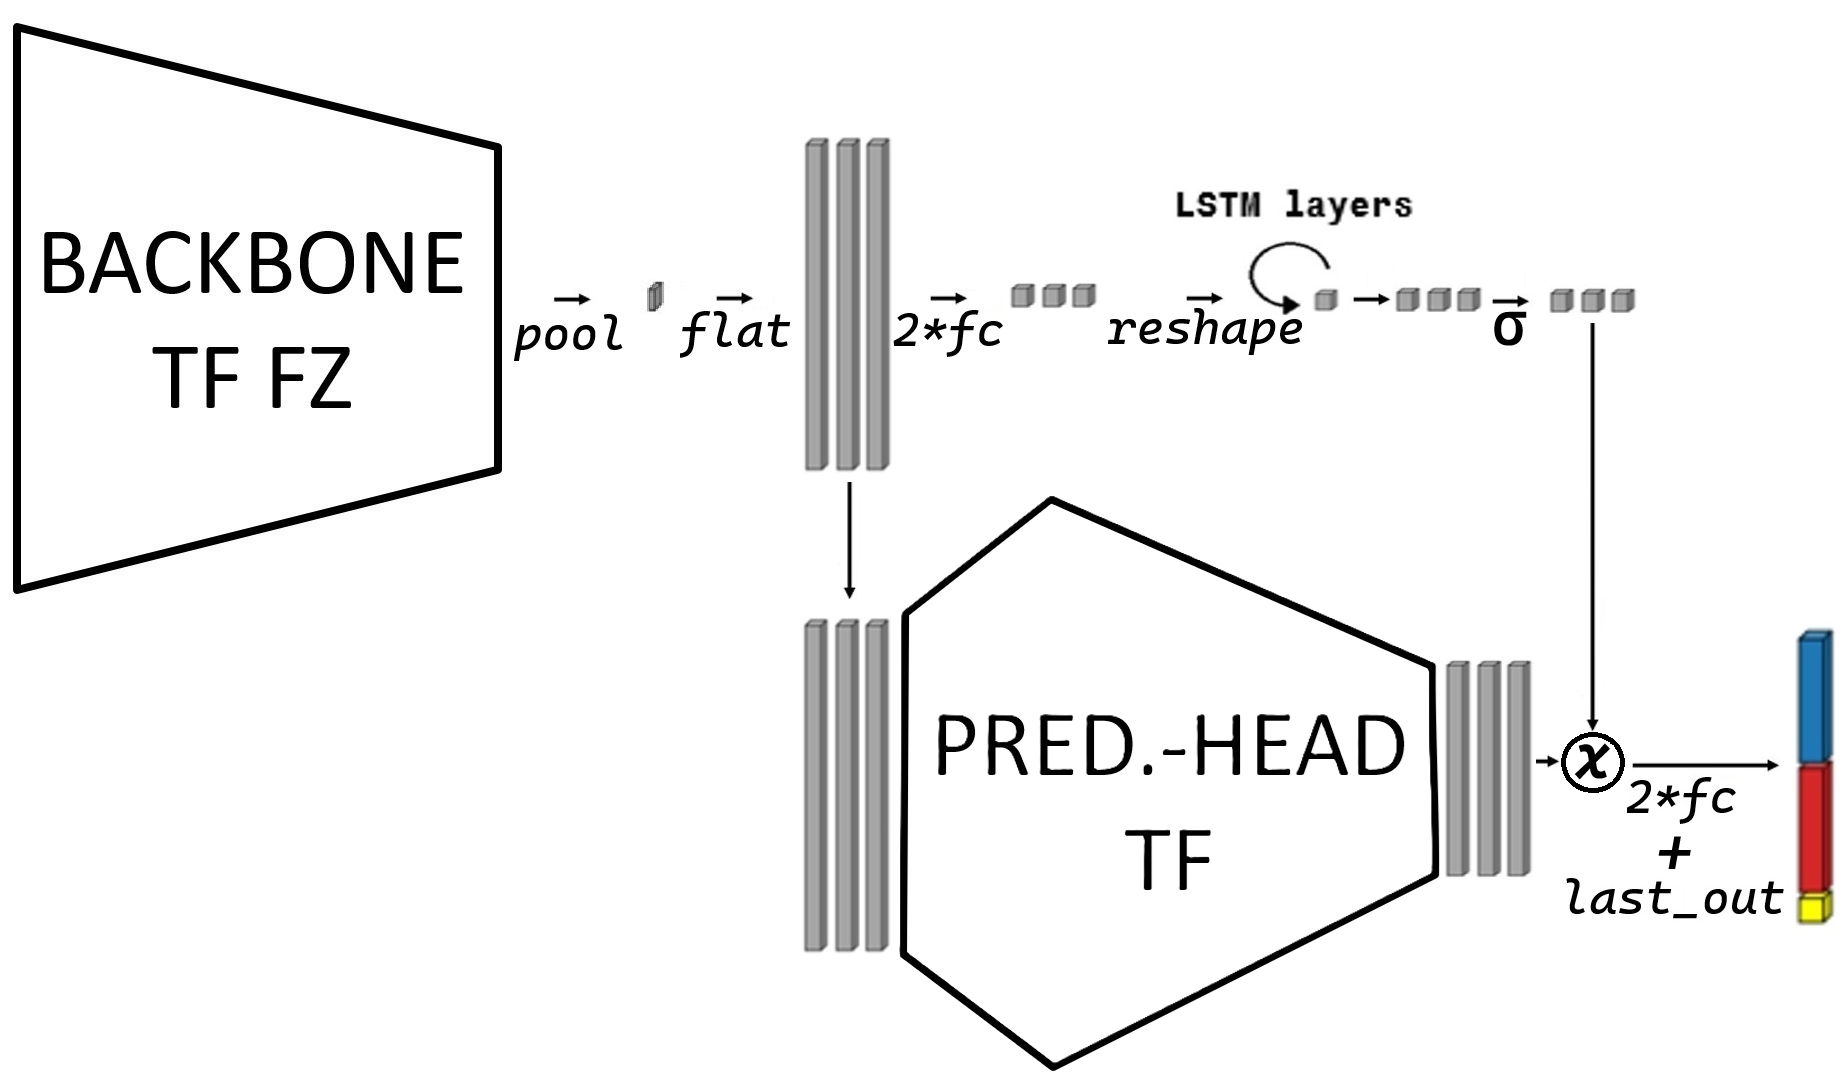 BACKBONE
TF FZ
pool
flat
2*fc
reshape
LSTM layers
σ
PRED.-HEAD
TF
x
2*fc
+
last_out